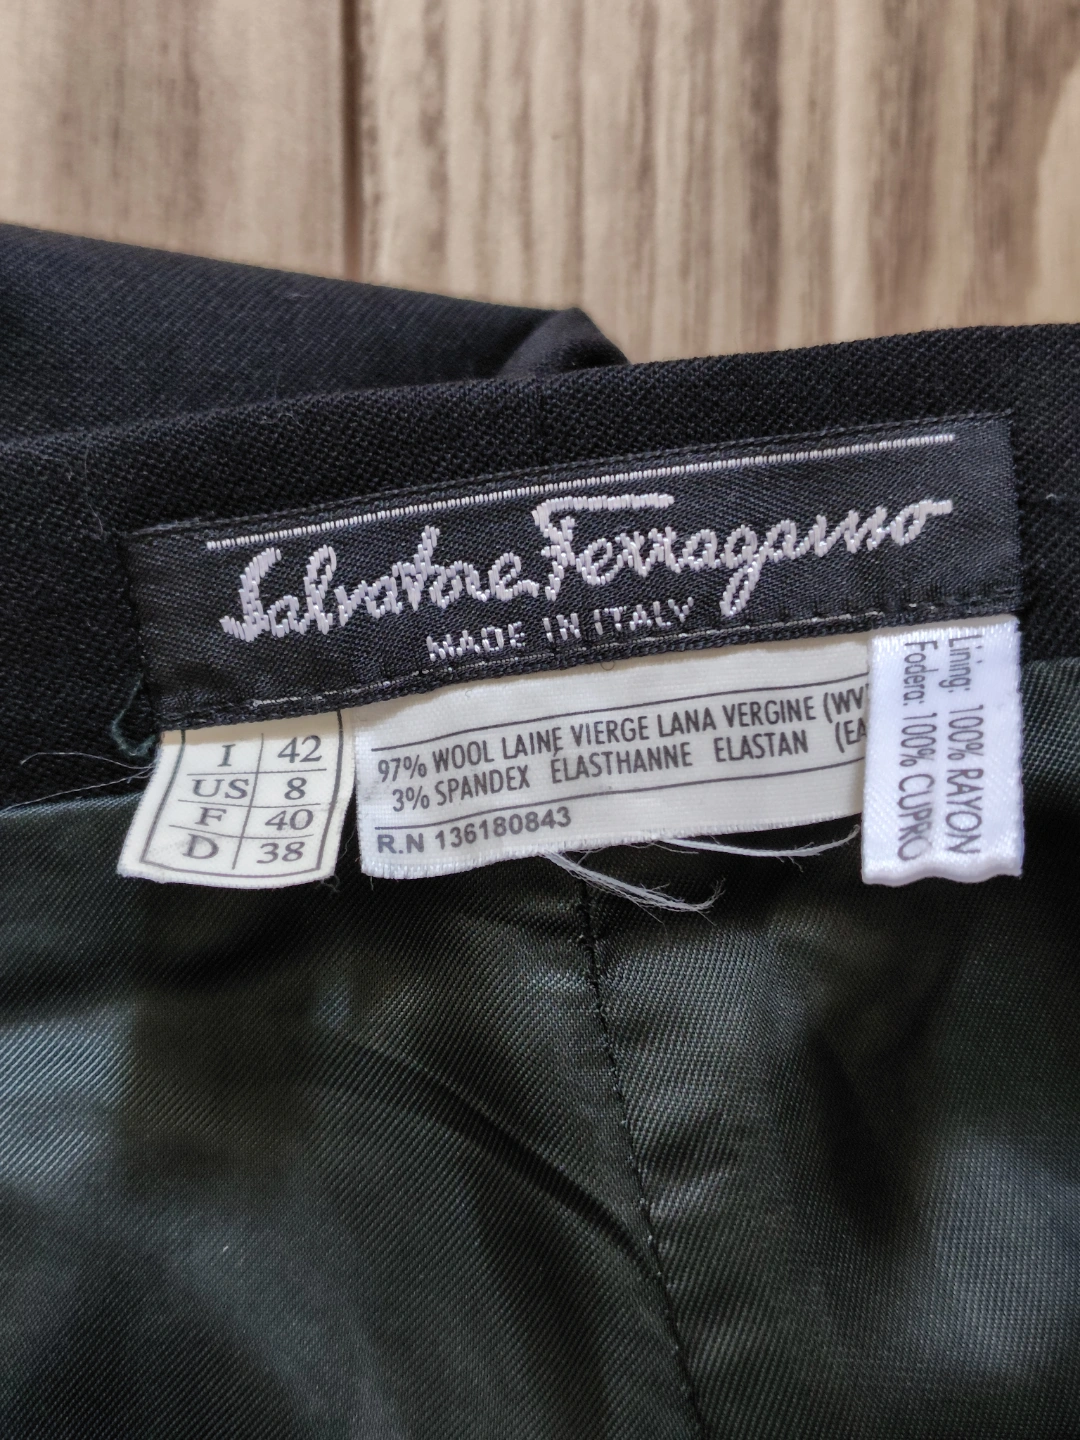 Salvatore Ferragamo
MADE IN ITALY
I 42
US 8
F 40
D 38
97% WOOL LAINE VIERGE LANA VERGINE (WV
3% SPANDEX ÉLASTHANNE ELASTAN (EA
R.N 136180843
Lining: 100% RAYON
Fodera: 100% CUPRO